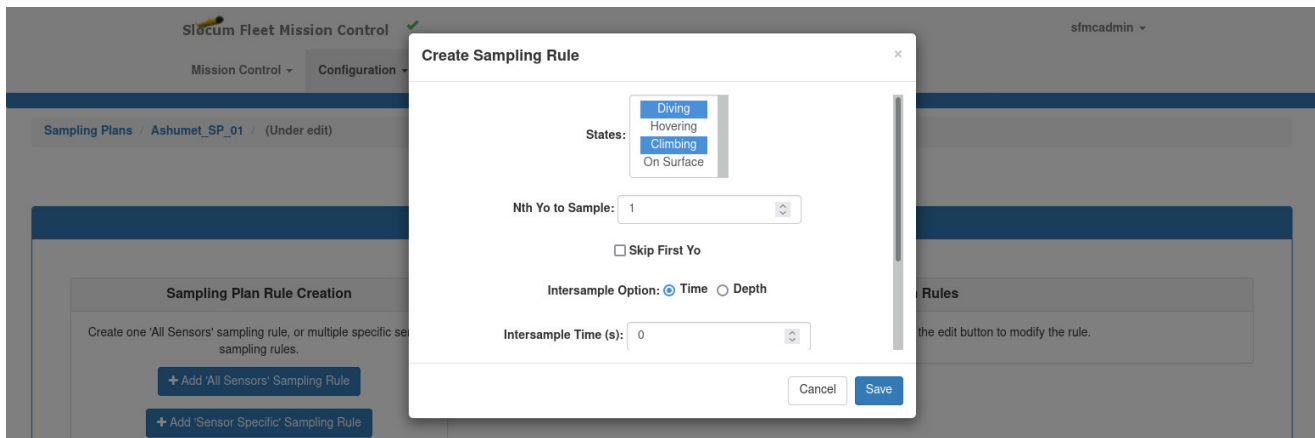 Slocum Fleet Mission Control
sfmcadmin
Mission Control
Configuration
Create Sampling Rule
×
Sampling Plans / Ashumet_SP_01 / (Under edit)
States:
Diving
Hovering
Climbing
On Surface
Nth Yo to Sample: 1
Skip First Yo
Intersample Option: Time Depth
Intersample Time (s): 0
Cancel
Save
Sampling Plan Rule Creation
Create one 'All Sensors' sampling rule, or multiple specific se
sampling rules.
+ Add 'All Sensors' Sampling Rule
+ Add 'Sensor Specific' Sampling Rule
Rules
the edit button to modify the rule.